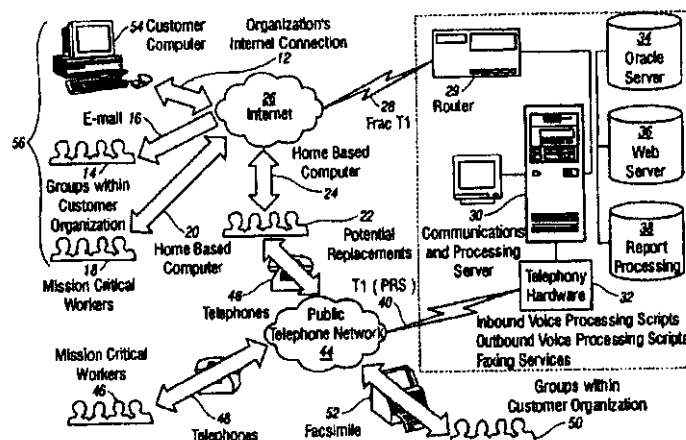 54 Customer
Computer
Organization's
Internet Connection
12
26
Internet
E-mail 16
56
14
Groups within
Customer
Organization
20
18
Home Based
Computer
Mission Critical
Workers
Home Based
Computer
24
22
Potential
Replacements
48
Telephones
Public
Telephone Network
44
T1 ( PRS )
40
28
Frac T1
29
Router
34
Oracle
Server
36
Web
Server
38
Report
Processing
30
Communications
and Processing
Server
Telephony
Hardware
32
Inbound Voice Processing Scripts
Outbound Voice Processing Scripts
Faxing Services
Mission Critical
Workers
46
48
Telephones
52
Facsimile
Groups within
Customer Organization
50